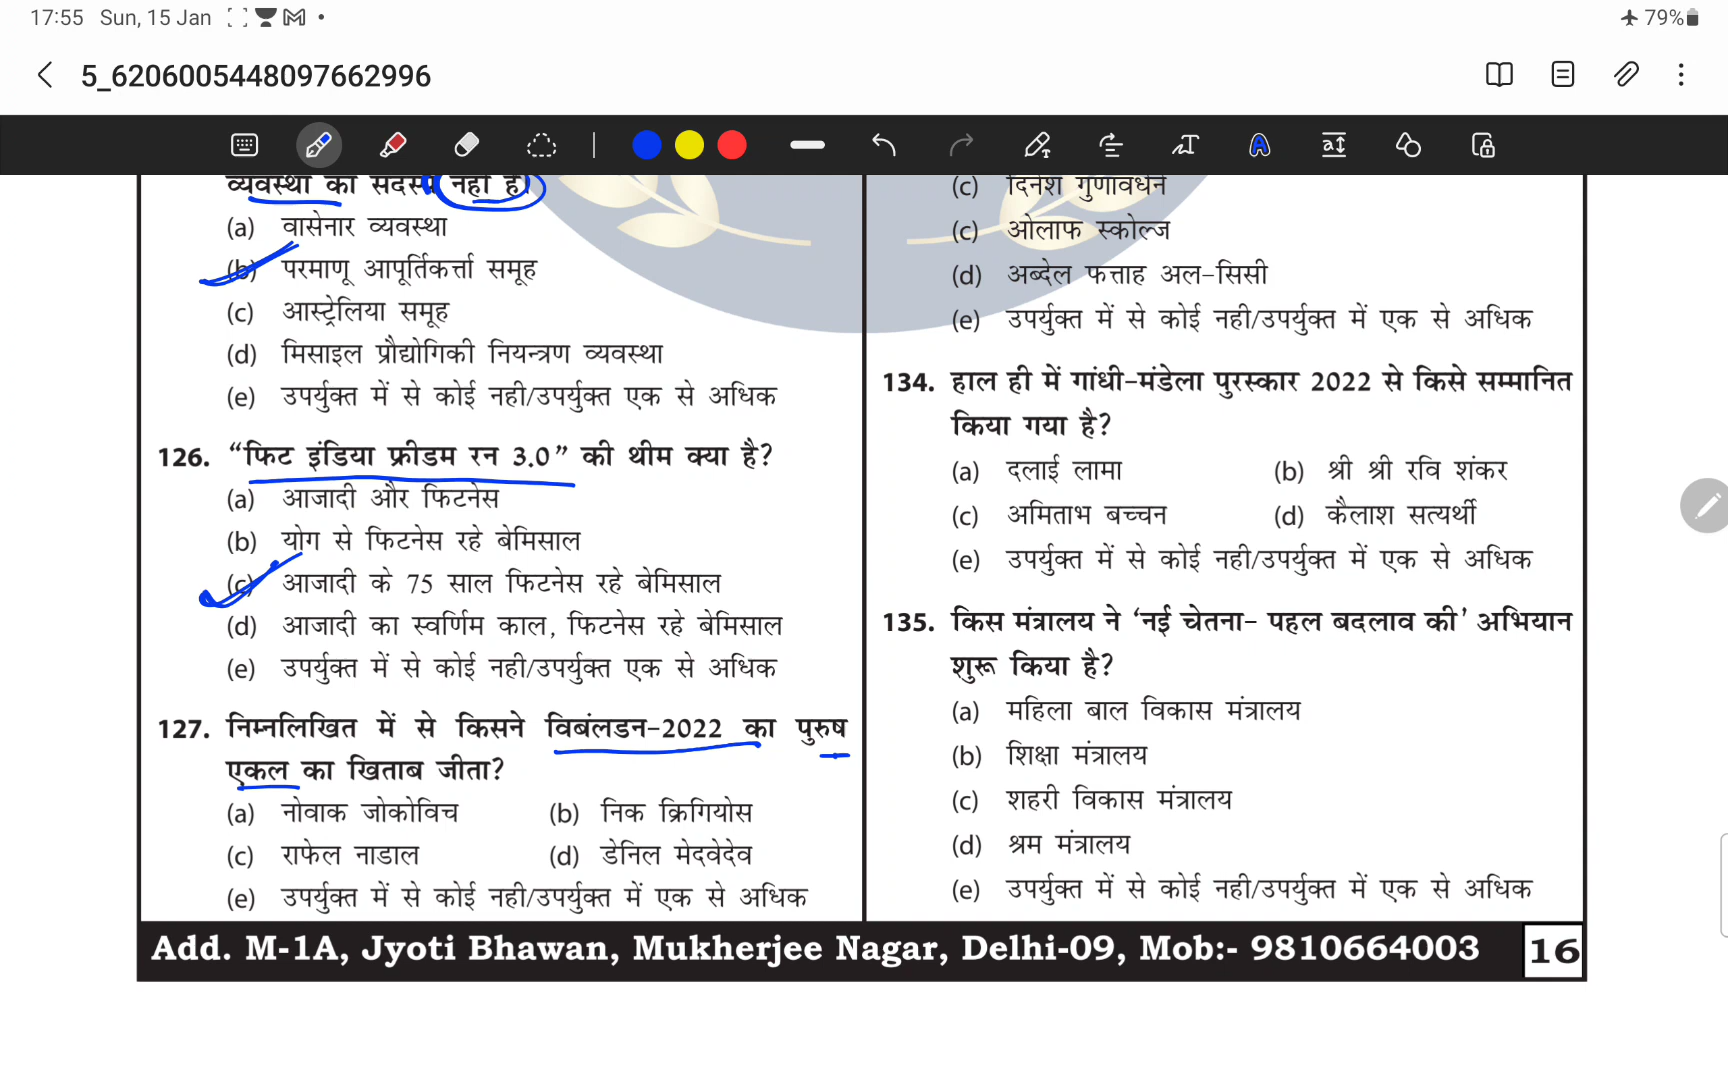 17:55 Sun, 15 Jan
79%
5_6206005448097662996
व्यवस्था का सदस्य नहीं है
(a) वासेनार व्यवस्था
(b) परमाणू आपूर्तिकर्त्ता समूह
(c) आस्ट्रेलिया समूह
(d) मिसाइल प्रौद्योगिकी नियन्त्रण व्यवस्था
(e) उपर्युक्त में से कोई नही/उपर्युक्त एक से अधिक
126. “फिट इंडिया फ्रीडम रन 3.0” की थीम क्या है?
(a) आजादी और फिटनेस
(b) योग से फिटनेस रहे बेमिसाल
(c) आजादी के 75 साल फिटनेस रहे बेमिसाल
(d) आजादी का स्वर्णिम काल, फिटनेस रहे बेमिसाल
(e) उपर्युक्त में से कोई नही/उपर्युक्त एक से अधिक
127. निम्नलिखित में से किसने विबंलडन-2022 का पुरुष
एकल का खिताब जीता?
(a) नोवाक जोकोविच (b) निक क्रिगियोस
(c) राफेल नाडाल (d) डेनिल मेदवेदेव
(e) उपर्युक्त में से कोई नही/उपर्युक्त में एक से अधिक
(c) दिनेश गुणावर्धन
(c) ओलाफ स्कोल्ज
(d) अब्देल फत्ताह अल-सिसी
(e) उपर्युक्त में से कोई नही/उपर्युक्त में एक से अधिक
134. हाल ही में गांधी-मंडेला पुरस्कार 2022 से किसे सम्मानित
किया गया है?
(a) दलाई लामा (b) श्री श्री रवि शंकर
(c) अमिताभ बच्चन (d) कैलाश सत्यर्थी
(e) उपर्युक्त में से कोई नही/उपर्युक्त में एक से अधिक
135. किस मंत्रालय ने ‘नई चेतना- पहल बदलाव की’ अभियान
शुरू किया है?
(a) महिला बाल विकास मंत्रालय
(b) शिक्षा मंत्रालय
(c) शहरी विकास मंत्रालय
(d) श्रम मंत्रालय
(e) उपर्युक्त में से कोई नही/उपर्युक्त में एक से अधिक
Add. M-1A, Jyoti Bhawan, Mukherjee Nagar, Delhi-09, Mob:- 9810664003
16